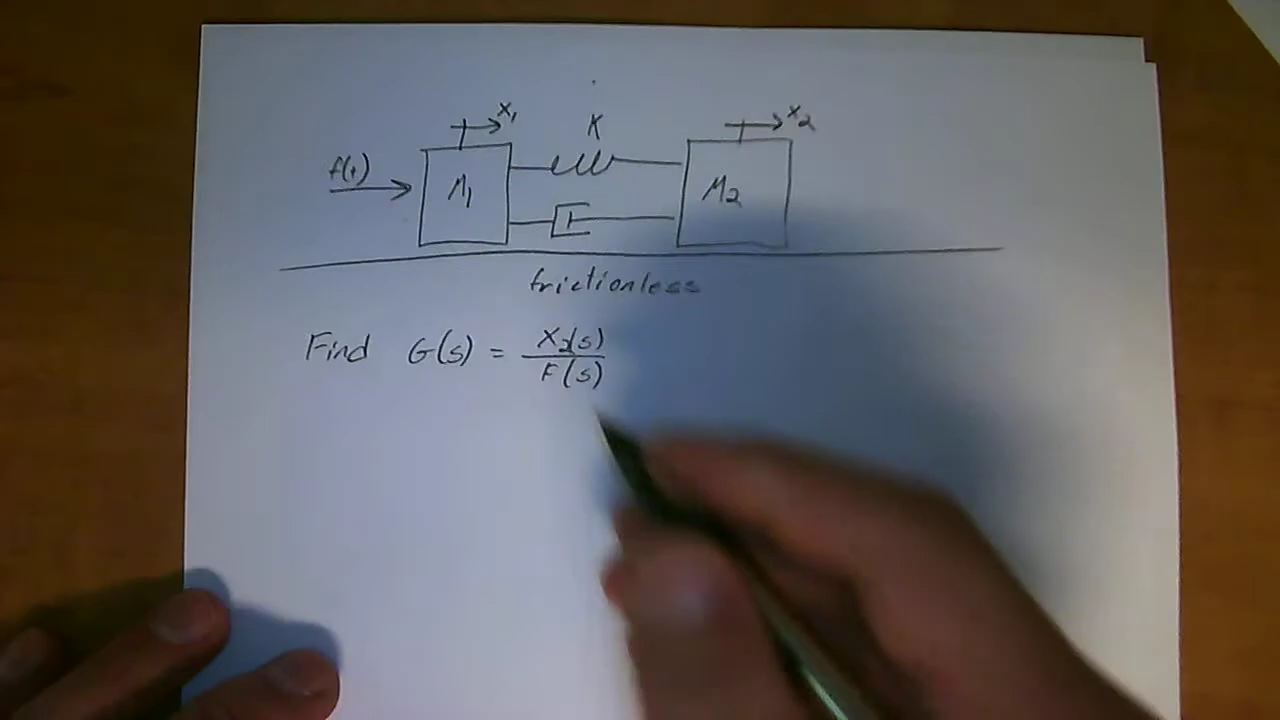 x₁ K x₂
f(t) M₁ M₂
frictionless
Find G(s) = X₂(s) / F(s)